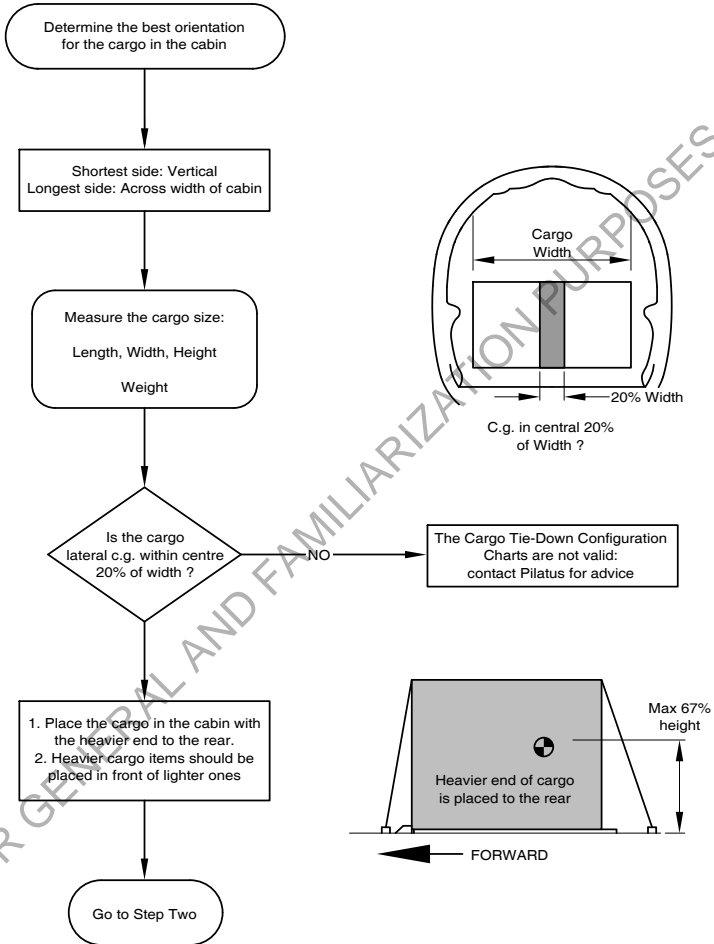 Determine the best orientation
for the cargo in the cabin
Shortest side: Vertical
Longest side: Across width of cabin
Measure the cargo size:
Length, Width, Height
Weight
Is the cargo
lateral c.g. within centre
20% of width ?
NO
The Cargo Tie-Down Configuration
Charts are not valid:
contact Pilatus for advice
1. Place the cargo in the cabin with
the heavier end to the rear.
2. Heavier cargo items should be
placed in front of lighter ones
Go to Step Two
Cargo
Width
20% Width
C.g. in central 20%
of Width ?
Max 67%
height
Heavier end of cargo
is placed to the rear
FORWARD
R GENERAL AND FAMILIARIZATION PURPOSES